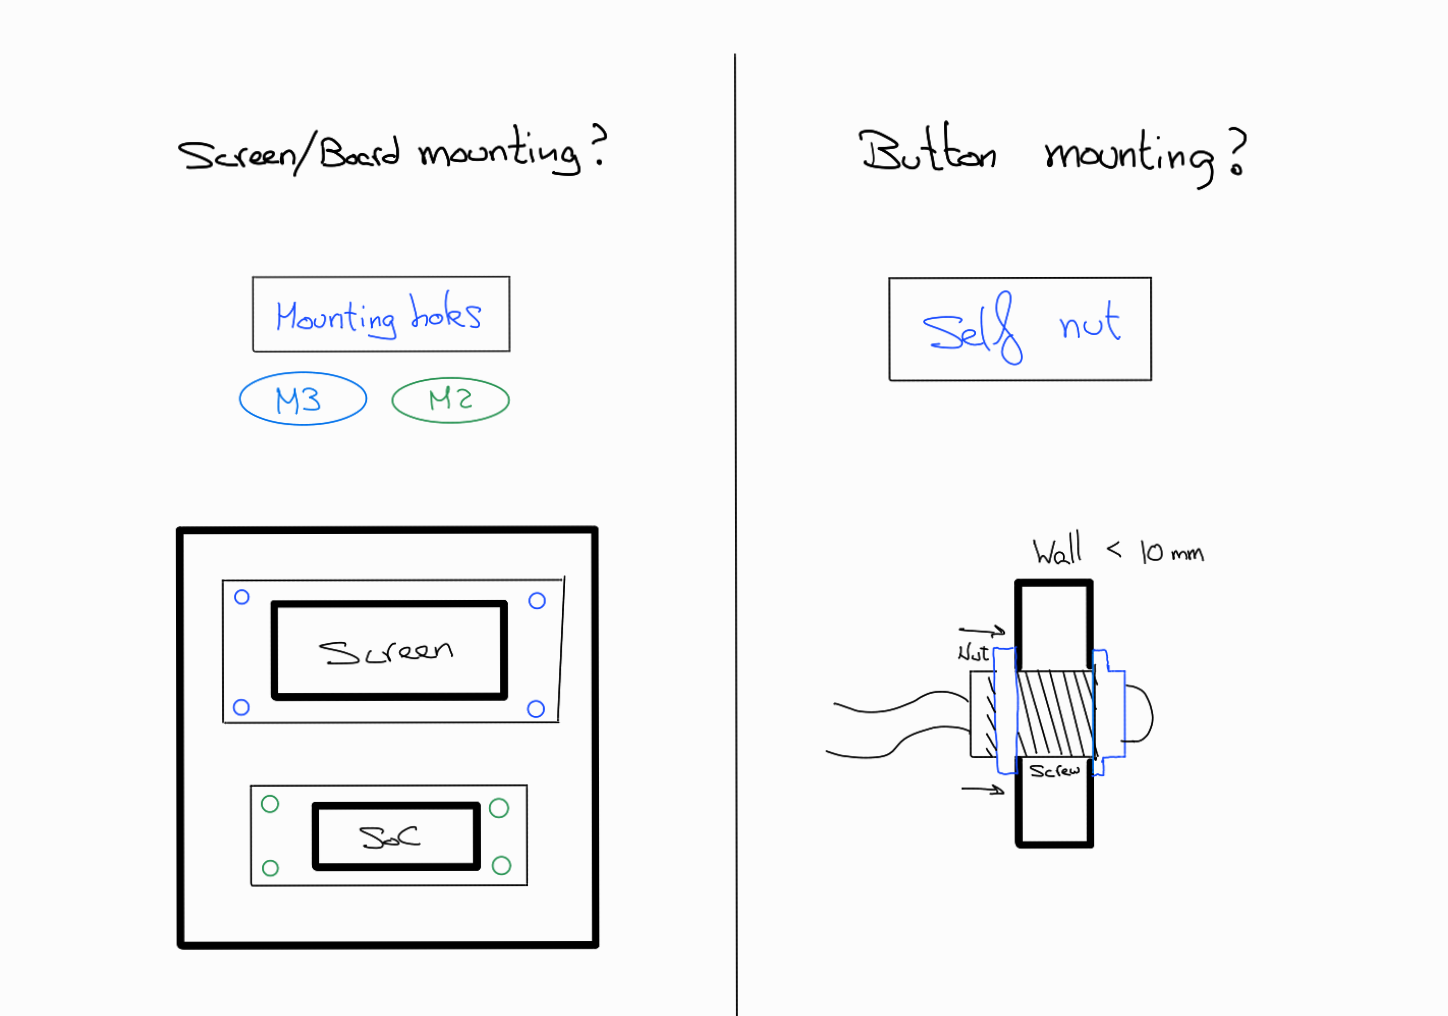 Screen/Board mounting?
Mounting holes
M3
M2
Screen
SoC
Button mounting?
Self nut
Wall < 10 mm
Nut
Screw